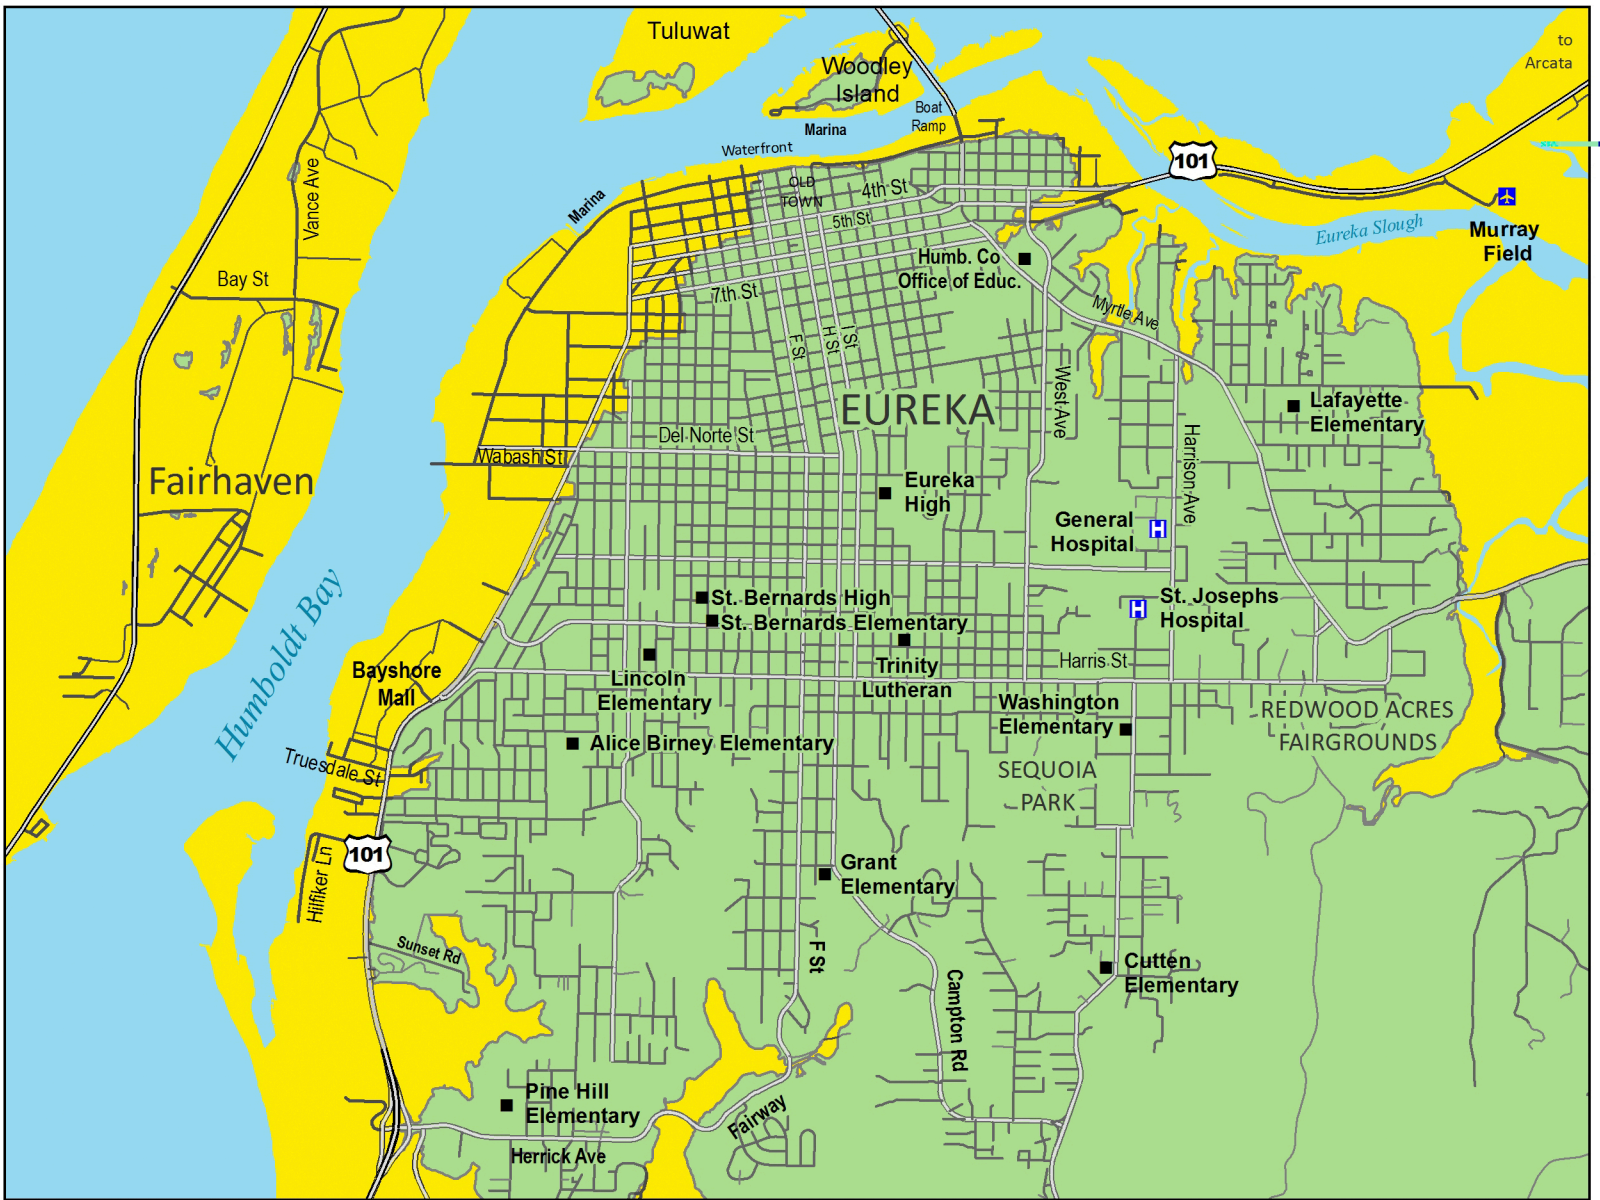 Tuluwat
to
Arcata
Woodley
Island
Boat
Ramp
Marina
Waterfront
101
OLD
TOWN
4th St
5th St
Marina
Vance Ave
Murray
Field
Eureka Slough
Humb. Co
Office of Educ.
Bay St
7th St
Myrtle Ave
F St
H St
I St
West Ave
EUREKA
Lafayette
Elementary
Del Norte St
Wabash St
Harrison Ave
Fairhaven
Eureka
High
General
Hospital
H
St. Bernards High
St. Bernards Elementary
H
St. Josephs
Hospital
Humboldt Bay
Bayshore
Mall
Lincoln
Elementary
Trinity
Lutheran
Harris St
Washington
Elementary
REDWOOD ACRES
FAIRGROUNDS
Alice Birney Elementary
Truesdale St
SEQUOIA
PARK
101
Hilfiker Ln
Grant
Elementary
Sunset Rd
F St
Campton Rd
Cutten
Elementary
Pine Hill
Elementary
Fairway
Herrick Ave